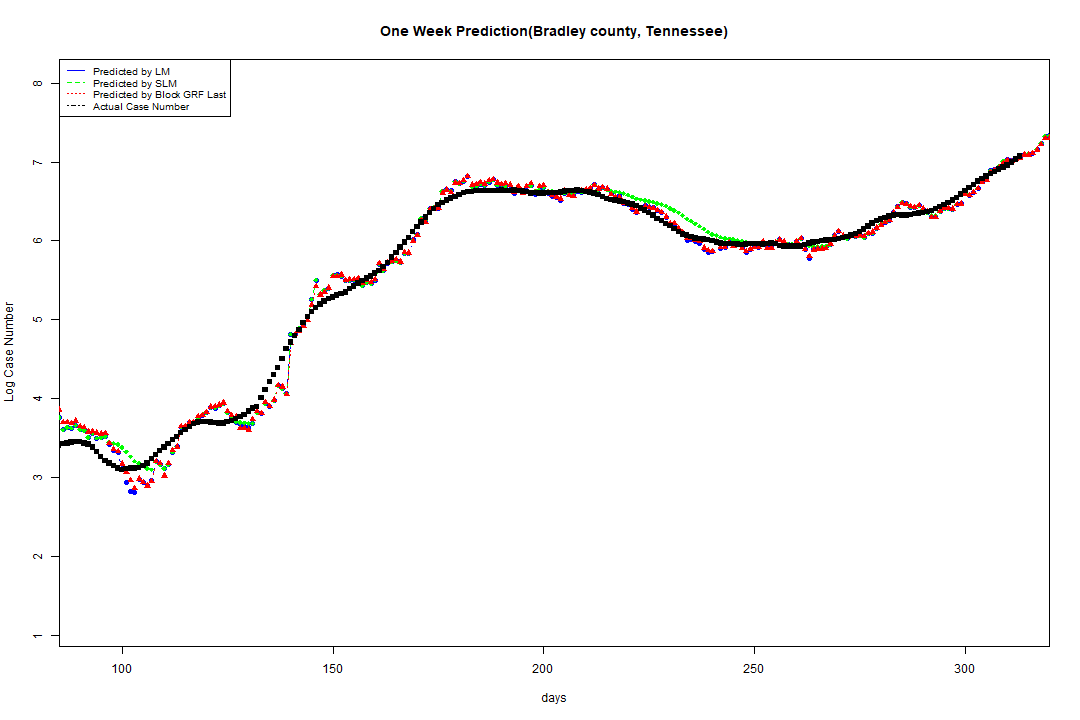 One Week Prediction(Bradley county, Tennessee)
Predicted by LM
Predicted by SLM
Predicted by Block GRF Last
Actual Case Number
8
7
6
5
4
3
2
1
Log Case Number
100 150 200 250 300
days